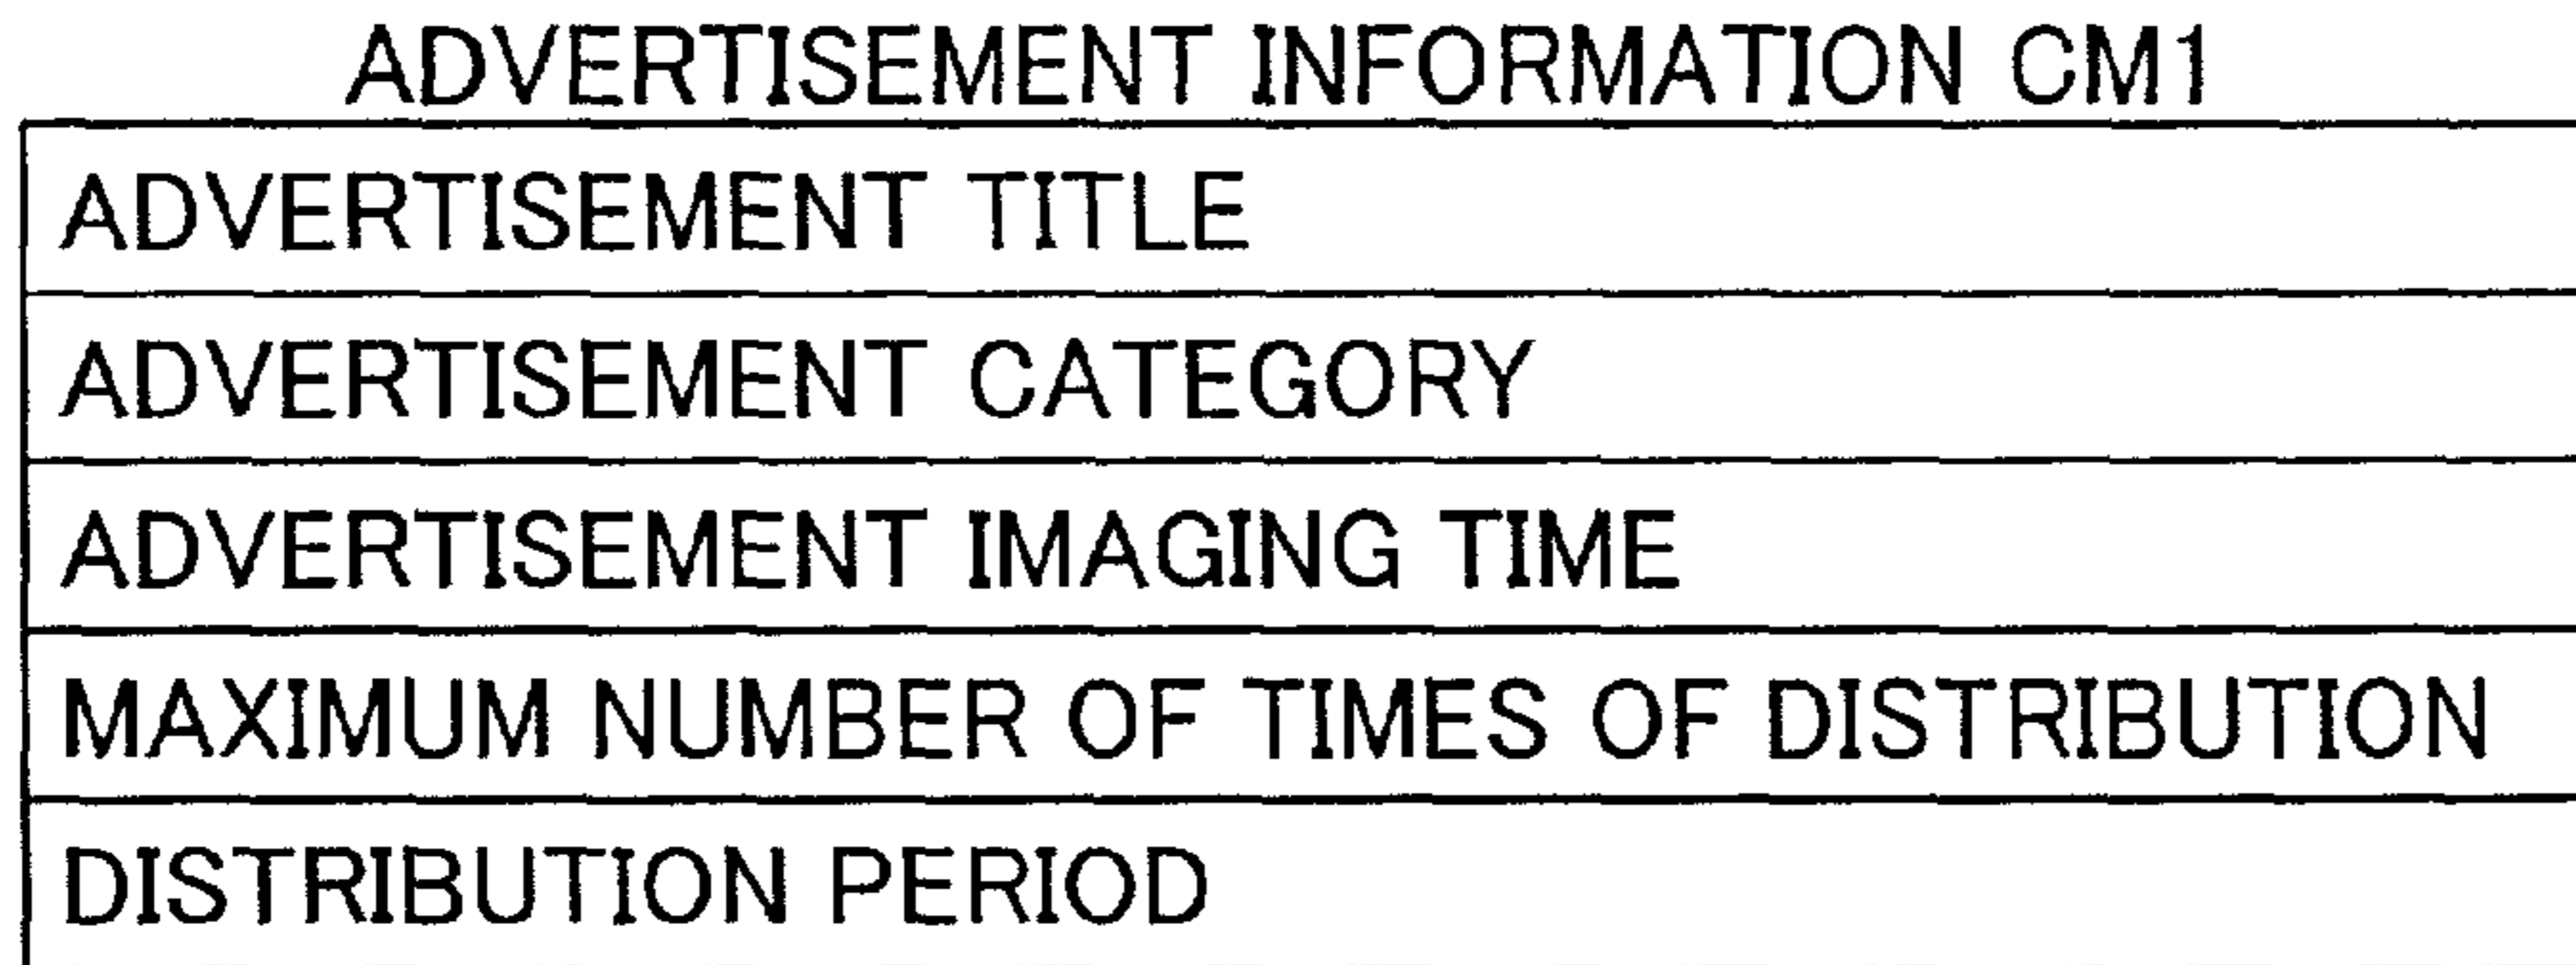 ADVERTISEMENT INFORMATION CM1
ADVERTISEMENT TITLE
ADVERTISEMENT CATEGORY
ADVERTISEMENT IMAGING TIME
MAXIMUM NUMBER OF TIMES OF DISTRIBUTION
DISTRIBUTION PERIOD